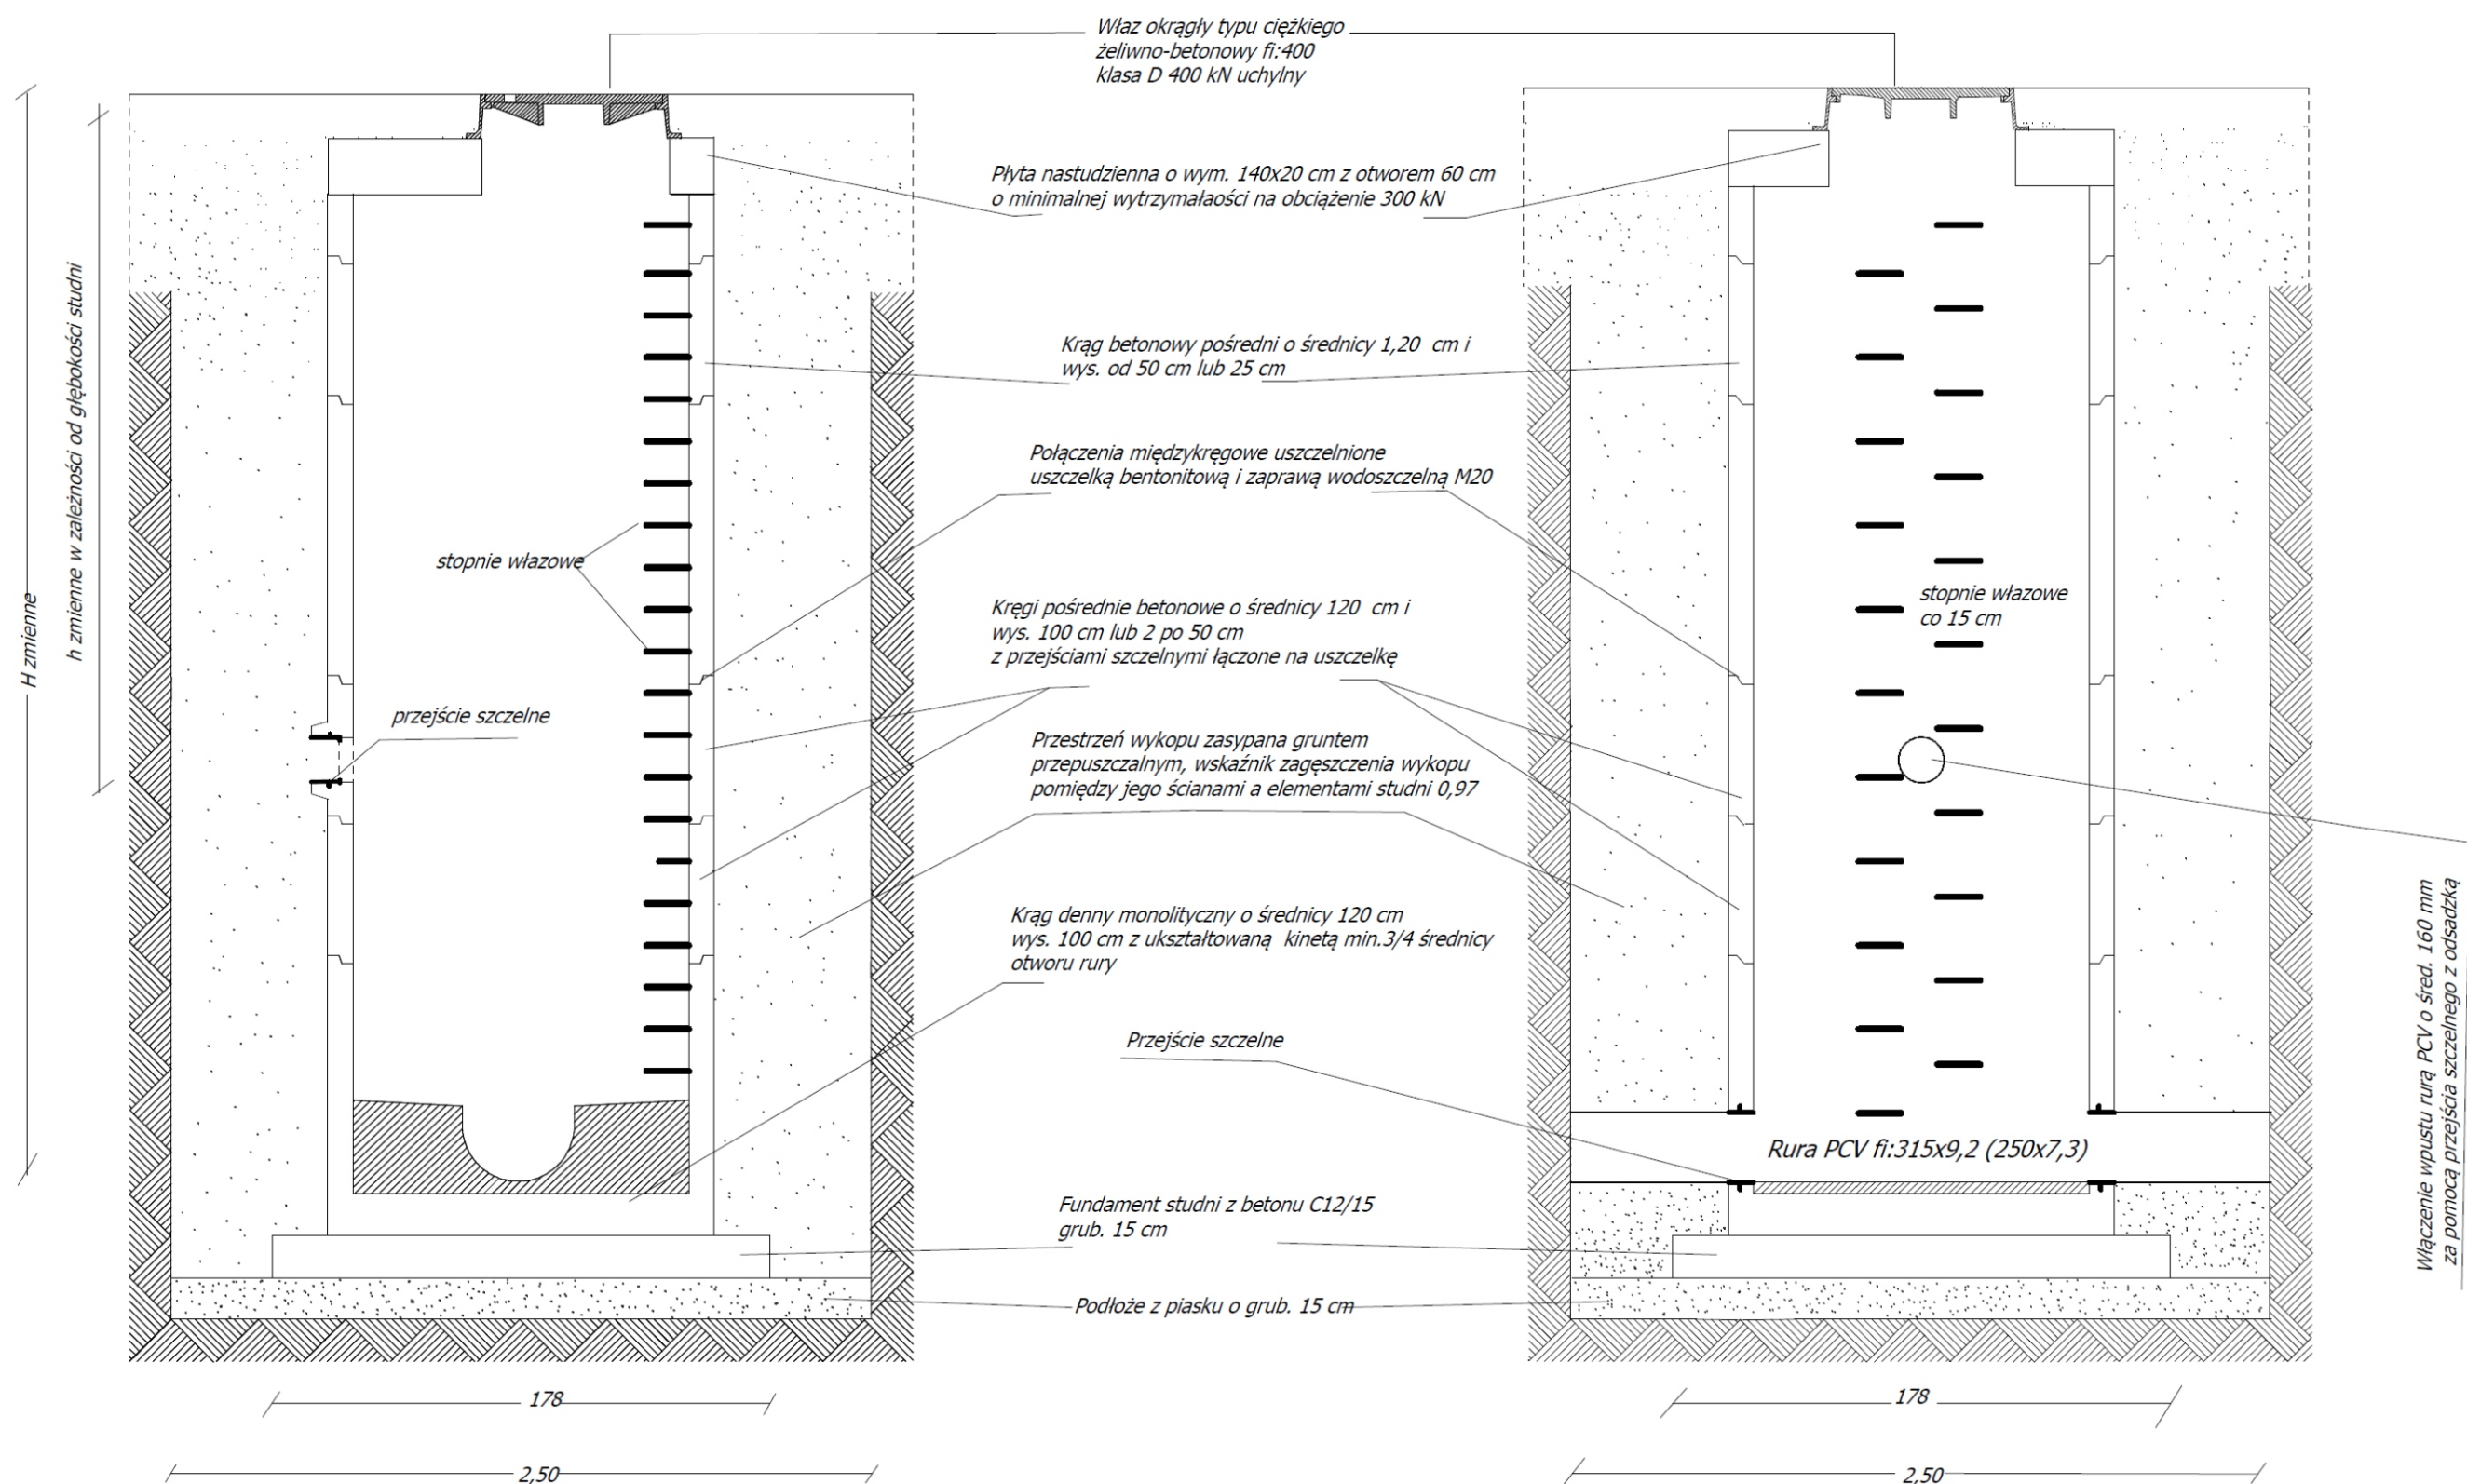 Właz okrągły typu ciężkiego
żeliwno-betonowy fi:400
klasa D 400 kN uchylny
Płyta nastudzienna o wym. 140x20 cm z otworem 60 cm
o minimalnej wytrzymałaości na obciążenie 300 kN
Krąg betonowy pośredni o średnicy 1,20 cm i
wys. od 50 cm lub 25 cm
Połączenia międzykręgowe uszczelnione
uszczelką bentonitową i zaprawą wodoszczelną M20
stopnie włazowe
Kręgi pośrednie betonowe o średnicy 120 cm i
wys. 100 cm lub 2 po 50 cm
z przejściami szczelnymi łączone na uszczelkę
stopnie włazowe
co 15 cm
H zmienne
h zmienne w zależności od głębokości studni
przejście szczelne
Przestrzeń wykopu zasypana gruntem
przepuszczalnym, wskaźnik zagęszczenia wykopu
pomiędzy jego ścianami a elementami studni 0,97
Krąg denny monolityczny o średnicy 120 cm
wys. 100 cm z ukształtowaną kinetą min.3/4 średnicy
otworu rury
Przejście szczelne
Rura PCV fi:315x9,2 (250x7,3)
Włączenie wpustu rurą PCV o śred. 160 mm
za pomocą przejścia szczelnego z odsadzką
Fundament studni z betonu C12/15
grub. 15 cm
Podłoże z piasku o grub. 15 cm
178
178
2,50
2,50